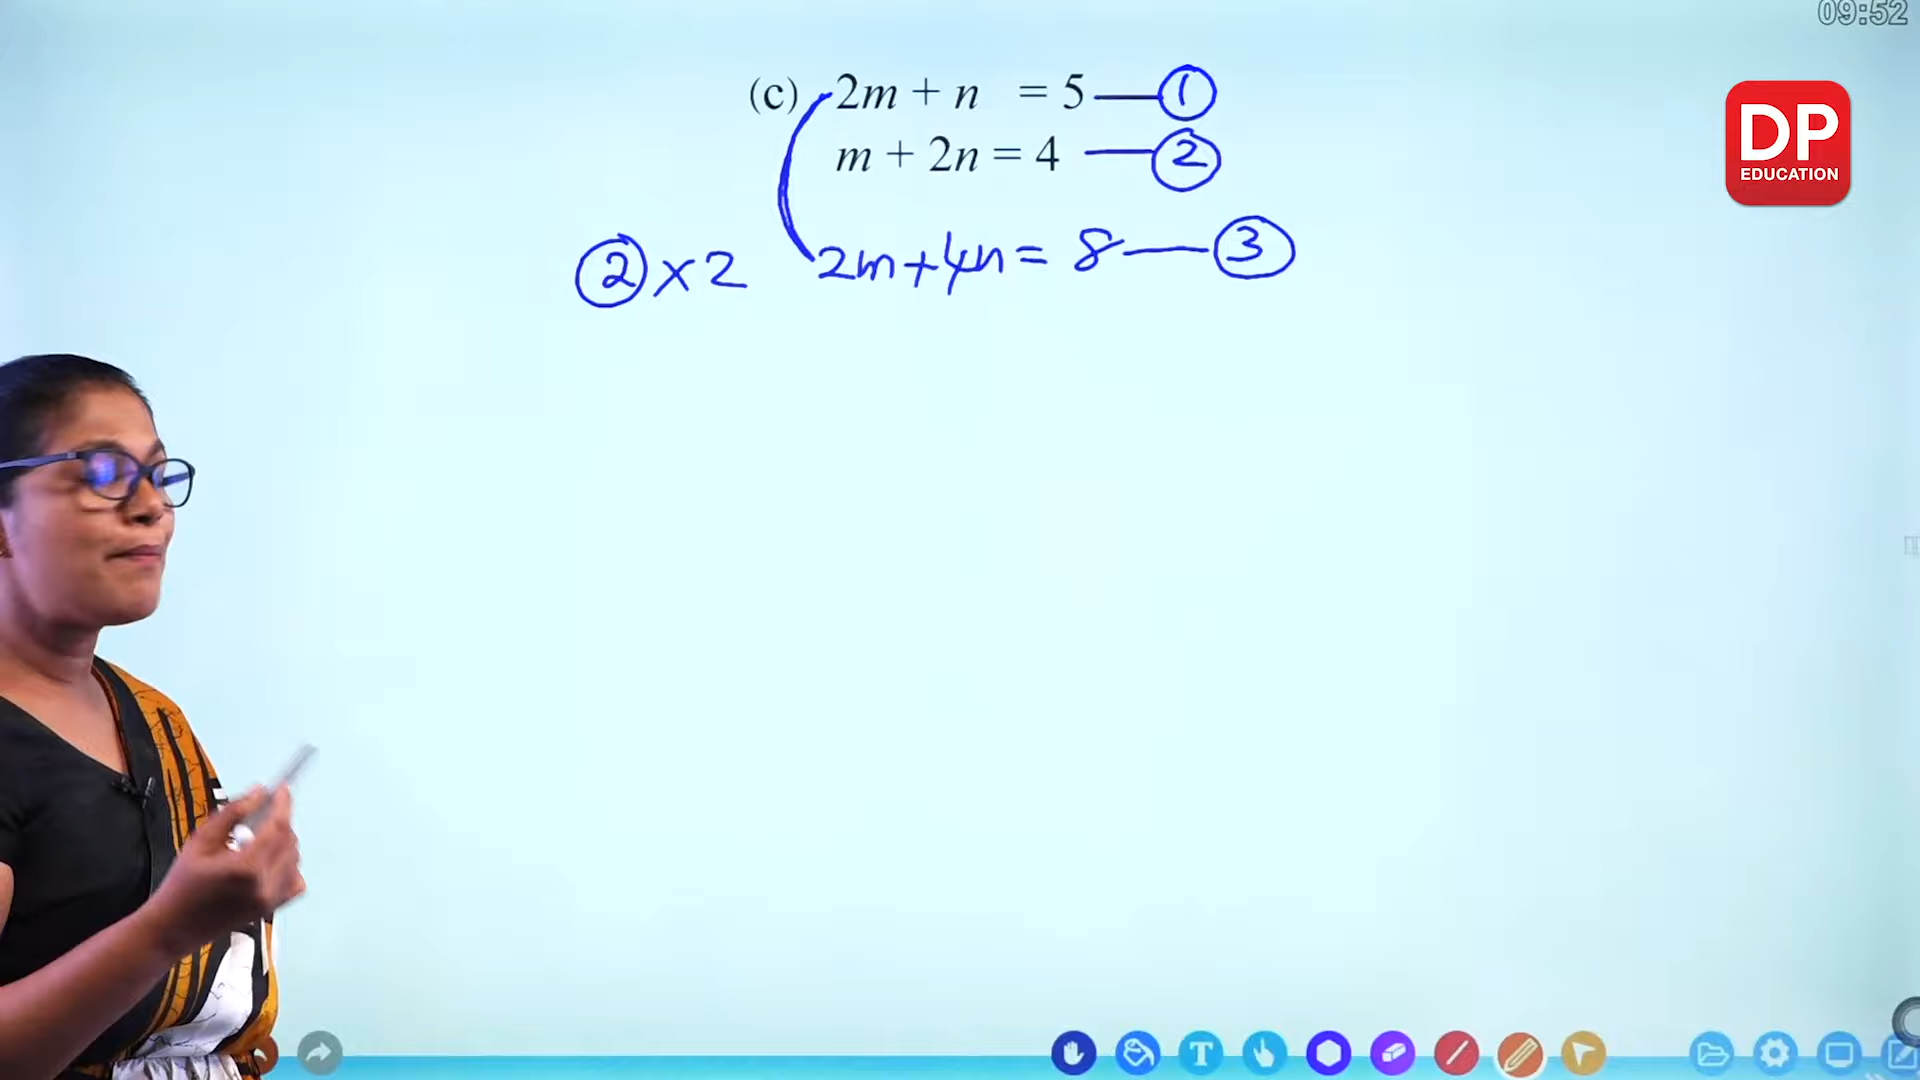 09:52
(c) 2m + n = 5 — ①
m + 2n = 4 — ②
② × 2 2m + 4n = 8 — ③
DP
EDUCATION
T